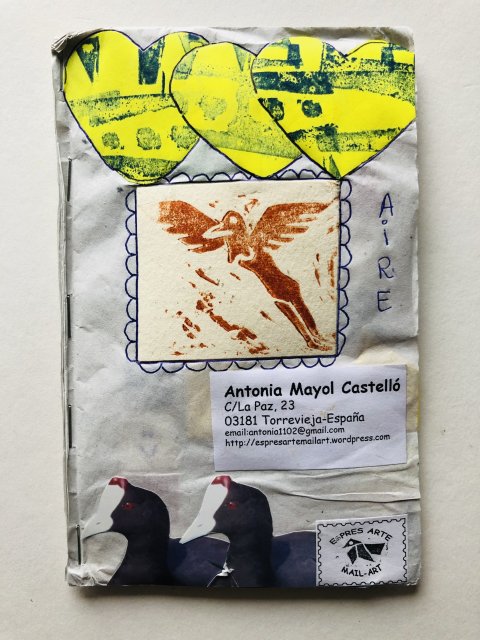 AiRE
Antonia Mayol Castelló
C/La Paz, 23
03181 Torrevieja-España
email:antonia1102@gmail.com
http://espresartemailart.wordpress.com
EsPRES ARTE
MAIL-ART